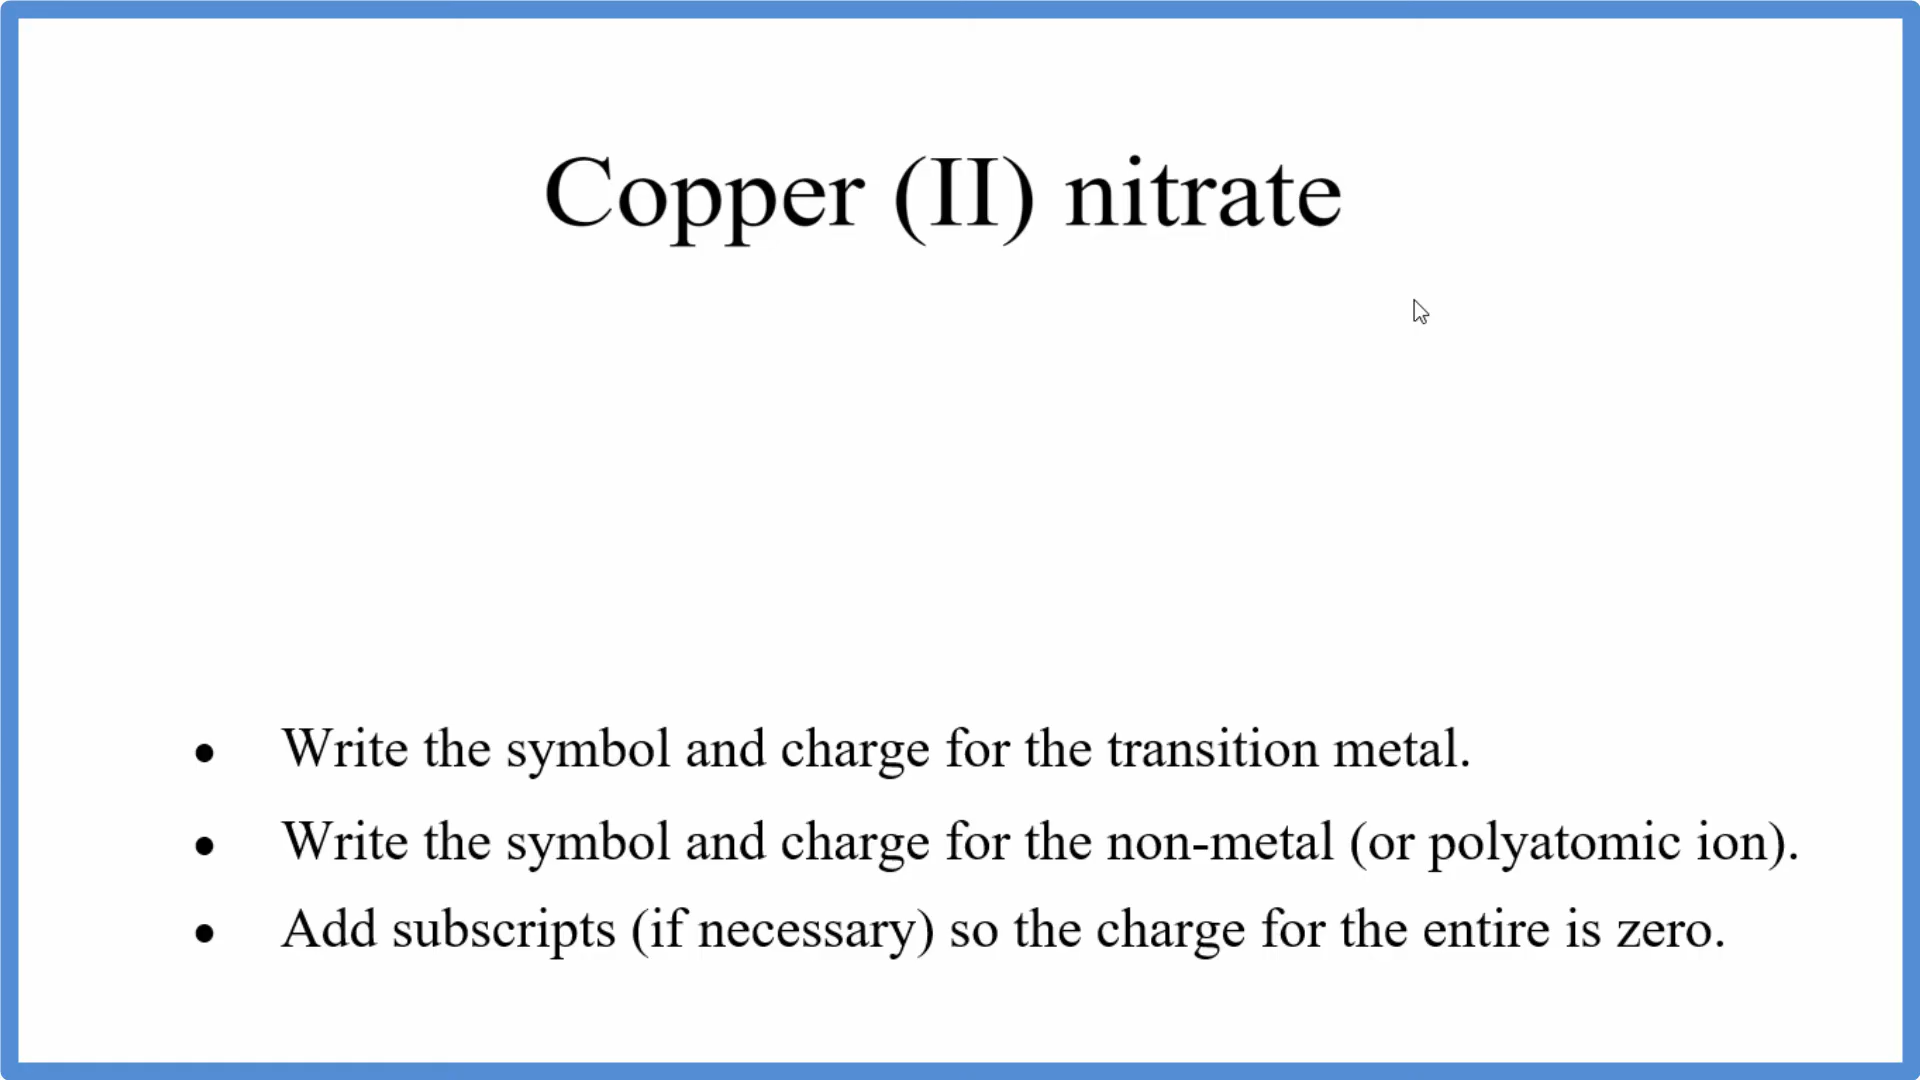 Copper (II) nitrate
• Write the symbol and charge for the transition metal.
• Write the symbol and charge for the non-metal (or polyatomic ion).
• Add subscripts (if necessary) so the charge for the entire is zero.